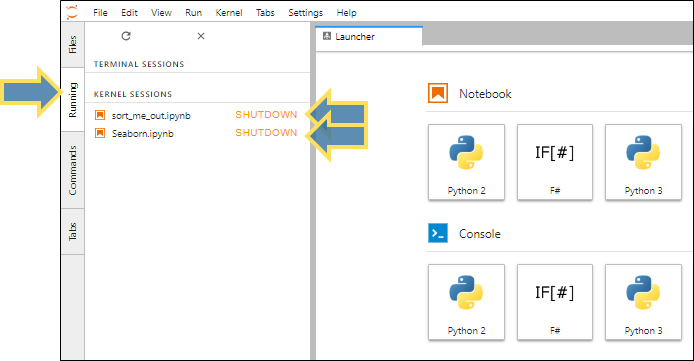 File Edit View Run Kernel Tabs Settings Help
Files
Running
Commands
Tabs
TERMINAL SESSIONS
KERNEL SESSIONS
sort_me_out.ipynb SHUTDOWN
Seaborn.ipynb SHUTDOWN
Launcher
Notebook
Python 2
IF[#]
F#
Python 3
Console
Python 2
IF[#]
F#
Python 3